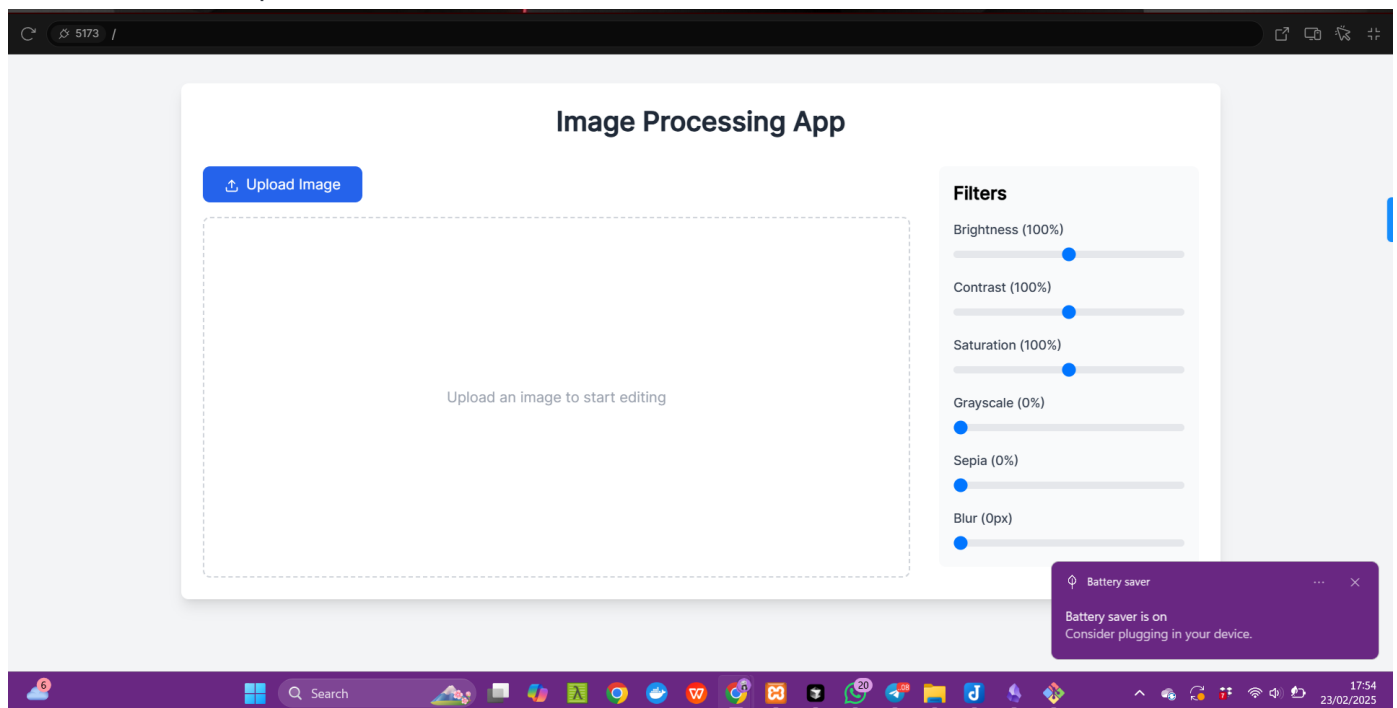 5173 /
Image Processing App
Upload Image
Upload an image to start editing
Filters
Brightness (100%)
Contrast (100%)
Saturation (100%)
Grayscale (0%)
Sepia (0%)
Blur (0px)
Battery saver
Battery saver is on
Consider plugging in your device.
6
Search
20
17:54
23/02/2025